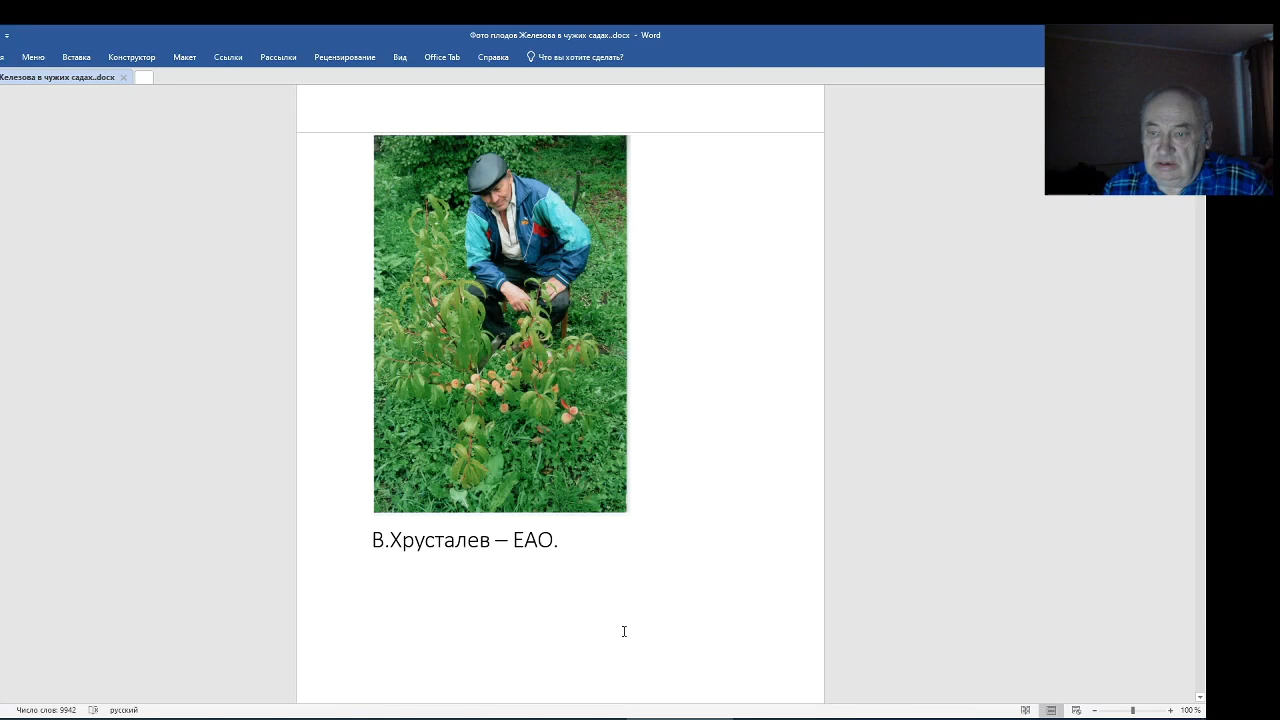 Фото плодов Железова в чужих садах..docx - Word
я Меню Вставка Конструктор Макет Ссылки Рассылки Рецензирование Вид Office Tab Справка Что вы хотите сделать?
Железова в чужих садах..docx
В.Хрусталев – ЕАО.
Число слов: 9942 русский 100 %